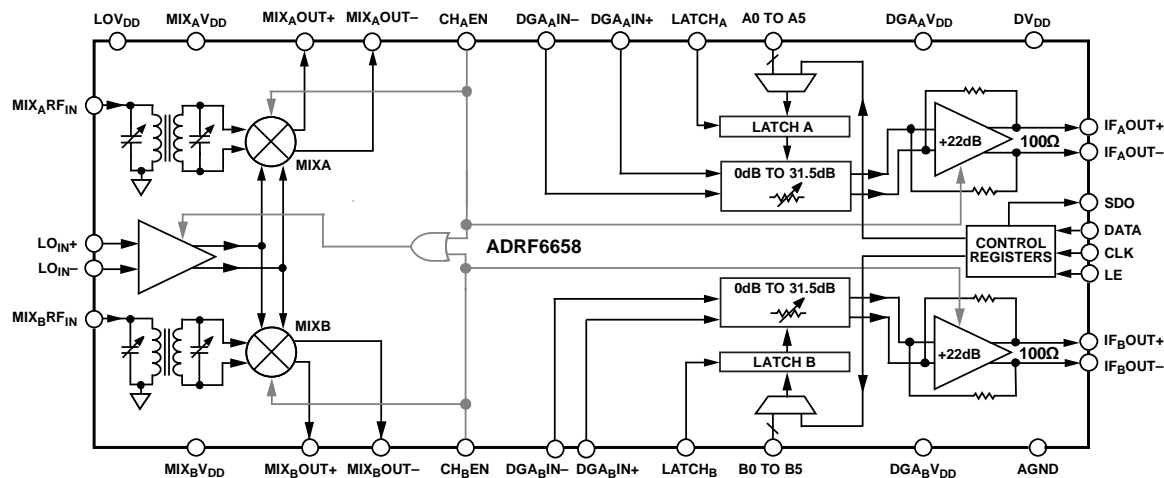 LOVDD
MIXAVDD
MIXAOUT+
MIXAOUT–
CHAEN
DGAAIN–
DGAAIN+
LATCHA
A0 TO A5
DGAAVDD
DVDD
MIXARFIN
MIXA
LATCH A
0dB TO 31.5dB
+22dB
100Ω
IFAOUT+
IFAOUT–
SDO
DATA
CLK
LE
CONTROL
REGISTERS
ADRF6658
LOIN+
LOIN–
MIXBRFIN
MIXB
0dB TO 31.5dB
LATCH B
+22dB
100Ω
IFBOUT+
IFBOUT–
MIXBVDD
MIXBOUT+
MIXBOUT–
CHBEN
DGABIN–
DGABIN+
LATCHB
B0 TO B5
DGABVDD
AGND